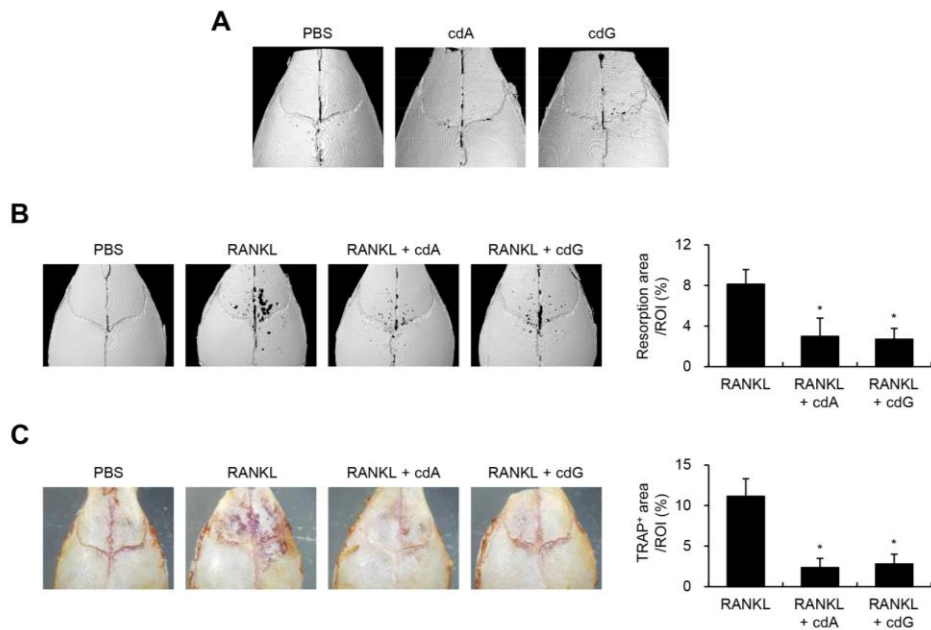 A
PBS
cdA
cdG
B
PBS
RANKL
RANKL + cdA
RANKL + cdG
Resorption area
/ROI (%)
12
8
4
0
*
*
RANKL
RANKL
+ cdA
RANKL
+ cdG
C
PBS
RANKL
RANKL + cdA
RANKL + cdG
TRAP⁺ area
/ROI (%)
15
10
5
0
*
*
RANKL
RANKL
+ cdA
RANKL
+ cdG